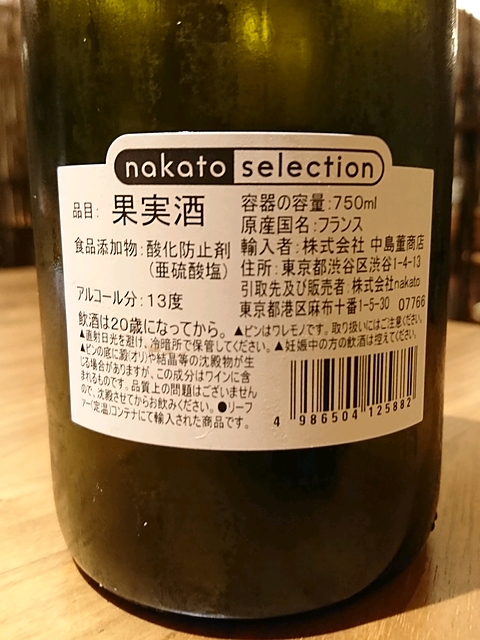 nakato selection
品目: 果実酒
食品添加物:酸化防止剤
(亜硫酸塩)
アルコール分:13度
容器の容量:750ml
原産国名:フランス
輸入者:株式会社 中島董商店
住所:東京都渋谷区渋谷1-4-13
引取先及び販売者:株式会社nakato
東京都港区麻布十番1-5-30 07766
飲酒は20歳になってから。▲ビンはワレモノです。取り扱いにはご注意ください。
▲直射日光を避け、冷暗所で保管してください。▲妊娠中の方の飲酒は控えてください。
▲ビンの底に澱(オリ)や結晶等の沈殿物が生
じる場合がありますが、この成分はワインに含
まれるものです。品質上の問題はございません
ので、沈殿させてからお飲みください。●リーフ
ァー(定温)コンテナにて輸入された商品です。
4 986504 125882